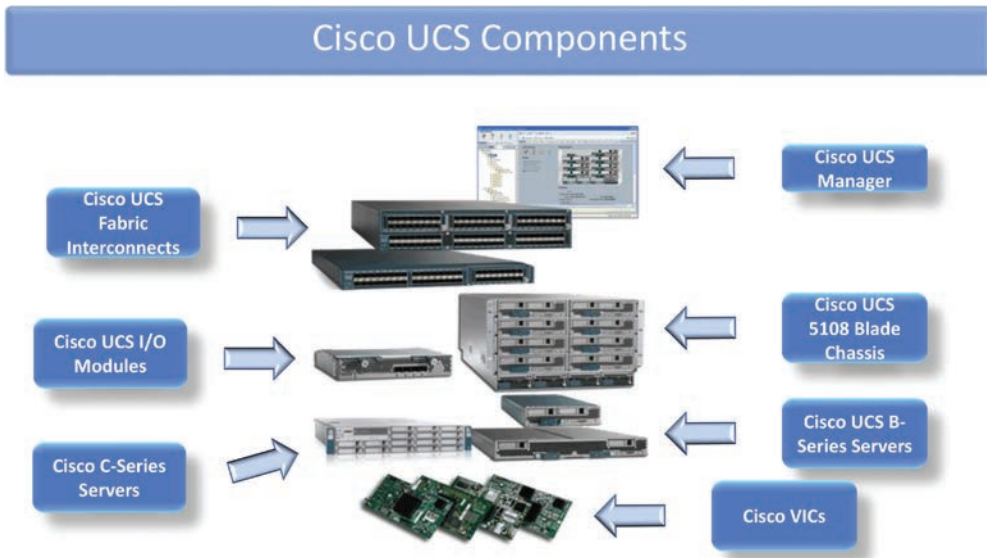 Cisco UCS Components
Cisco UCS
Manager
Cisco UCS
Fabric
Interconnects
Cisco UCS
5108 Blade
Chassis
Cisco UCS I/O
Modules
Cisco UCS B-
Series Servers
Cisco C-Series
Servers
Cisco VICs